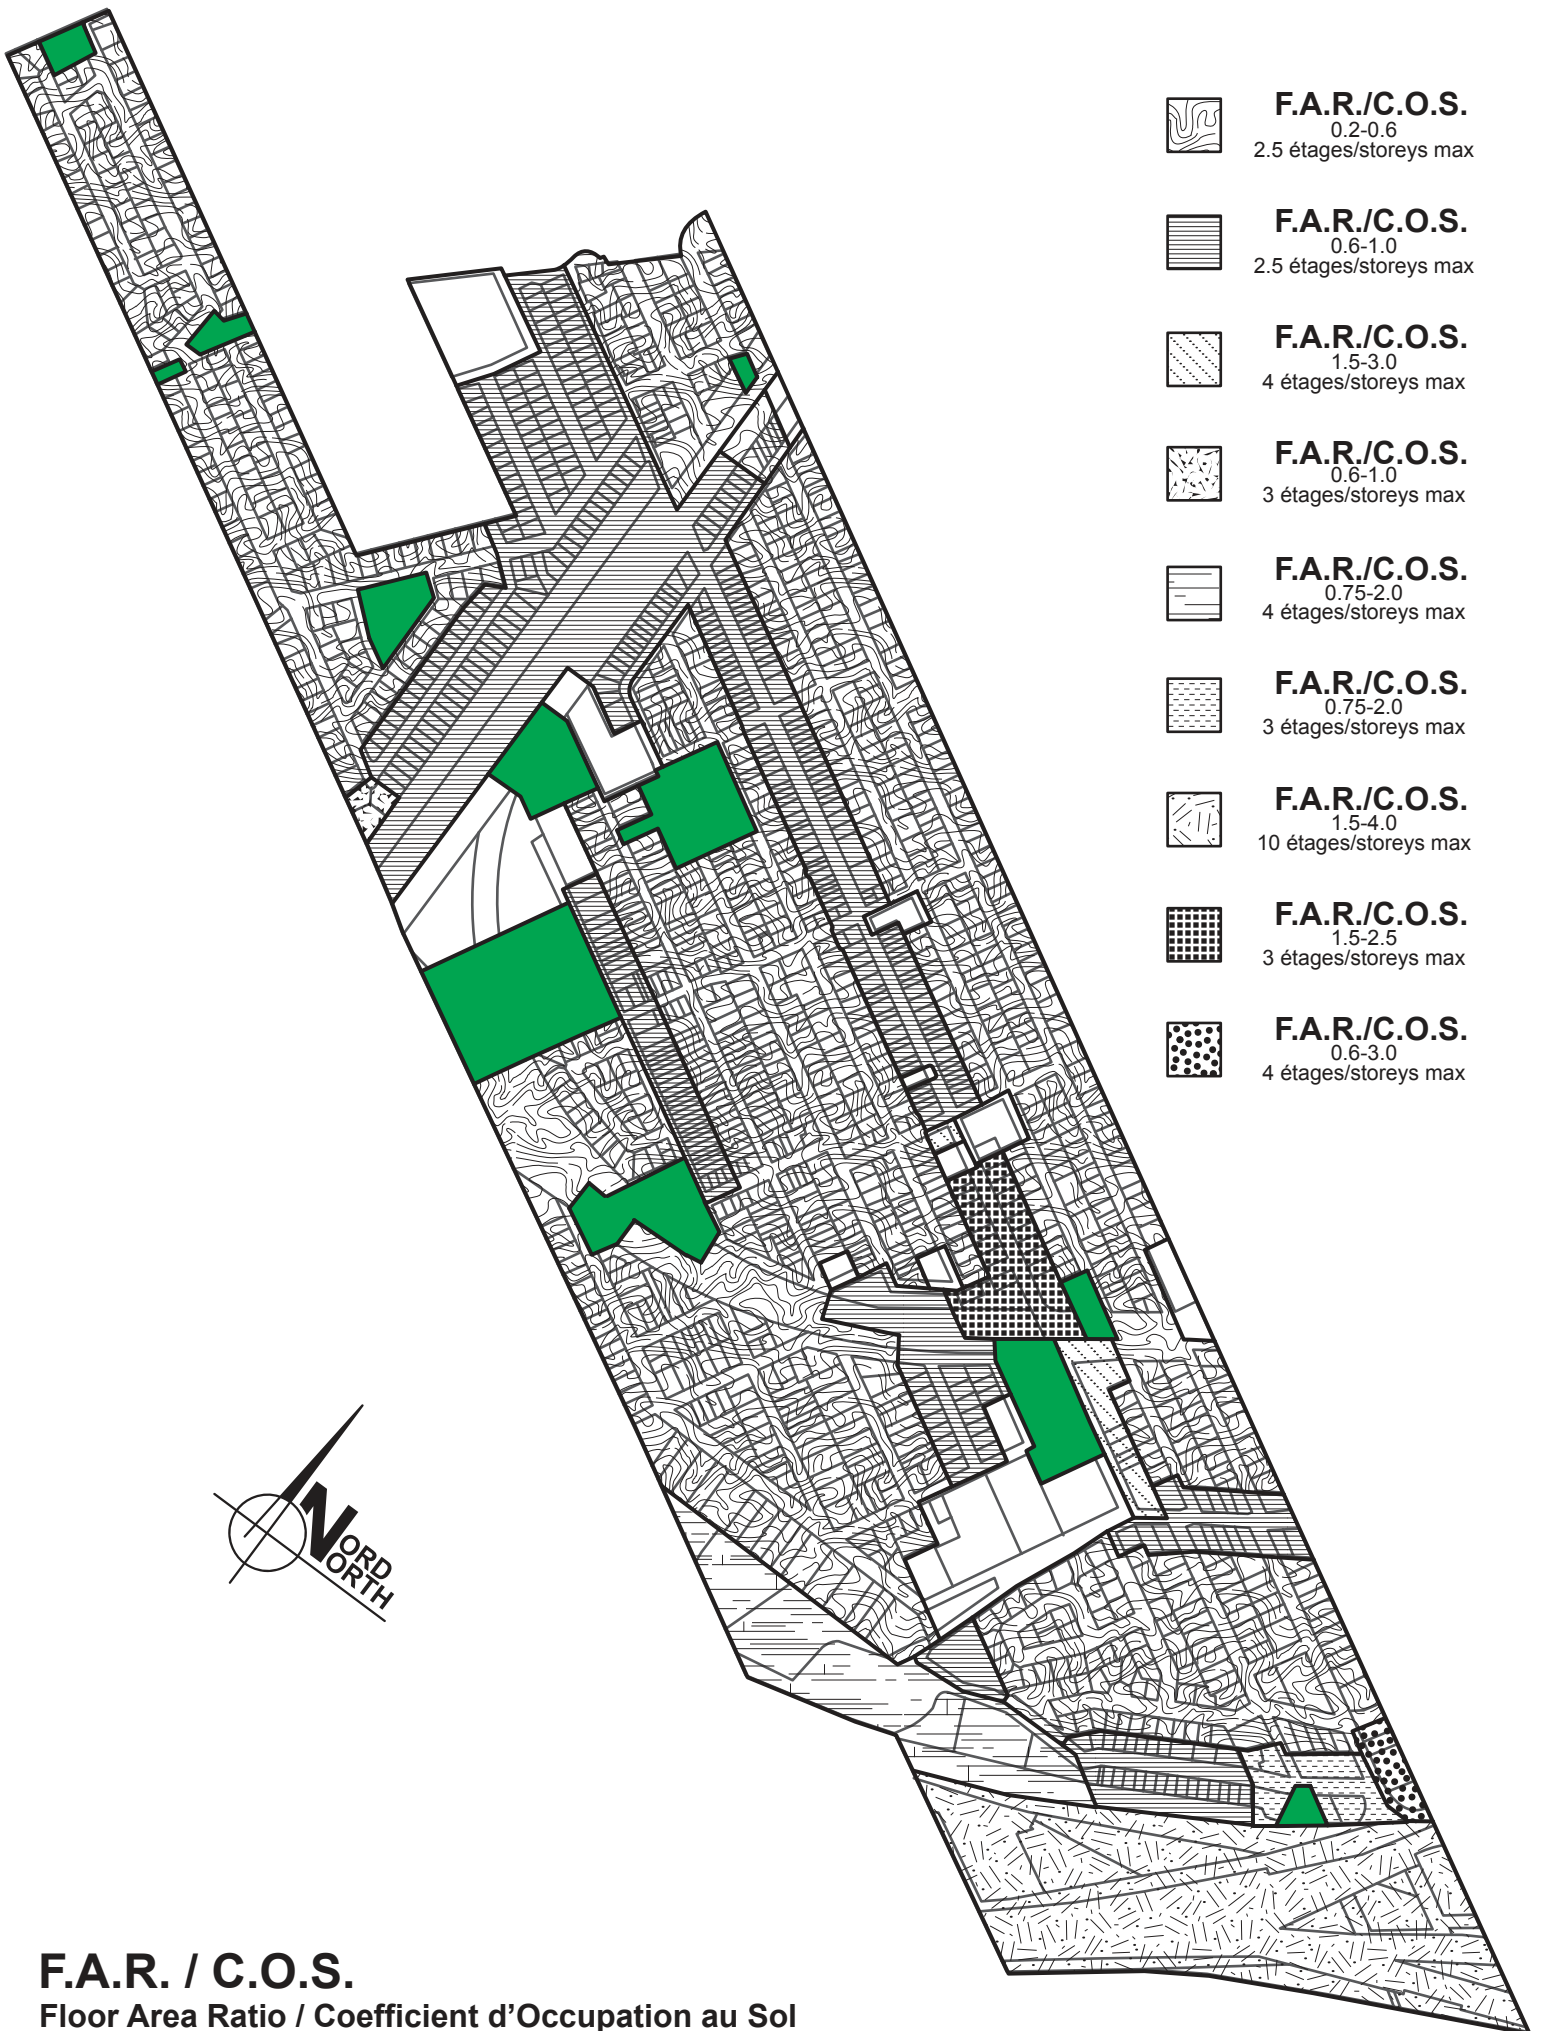 F.A.R./C.O.S.
0.2-0.6
2.5 étages/storeys max
F.A.R./C.O.S.
0.6-1.0
2.5 étages/storeys max
F.A.R./C.O.S.
1.5-3.0
4 étages/storeys max
F.A.R./C.O.S.
0.6-1.0
3 étages/storeys max
F.A.R./C.O.S.
0.75-2.0
4 étages/storeys max
F.A.R./C.O.S.
0.75-2.0
3 étages/storeys max
F.A.R./C.O.S.
1.5-4.0
10 étages/storeys max
F.A.R./C.O.S.
1.5-2.5
3 étages/storeys max
F.A.R./C.O.S.
0.6-3.0
4 étages/storeys max
NORD
NORTH
F.A.R. / C.O.S.
Floor Area Ratio / Coefficient d’Occupation au Sol